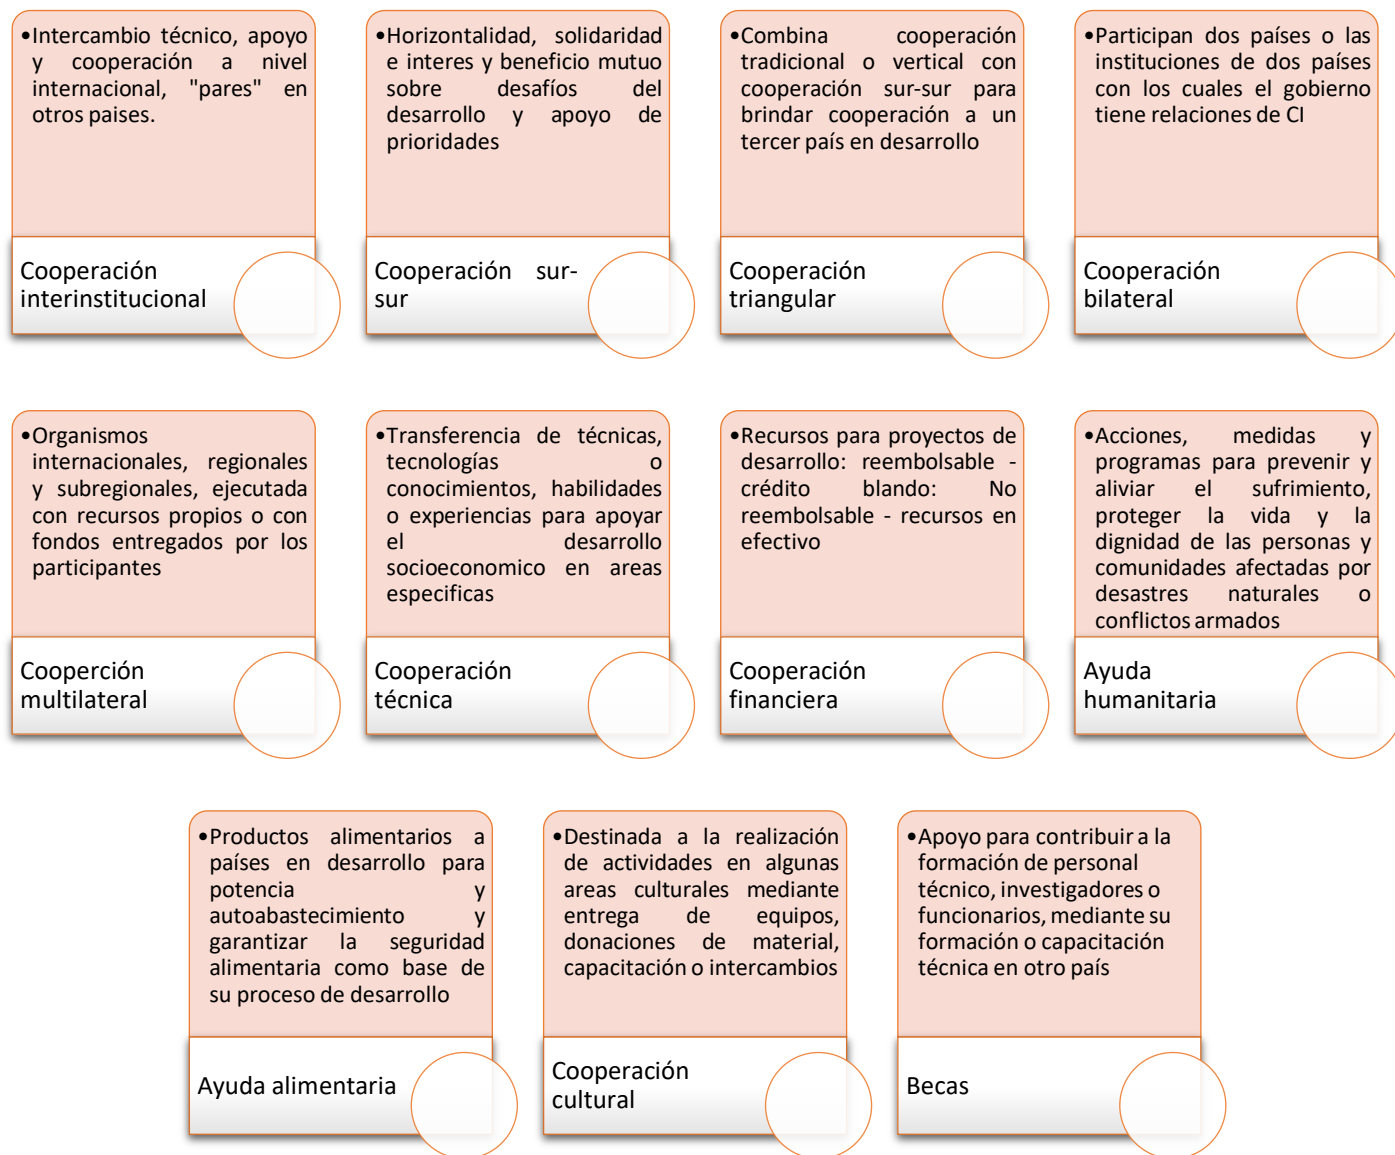 •Intercambio técnico, apoyo
y cooperación a nivel
internacional, "pares" en
otros paises.
Cooperación
interinstitucional
•Horizontalidad, solidaridad
e interes y beneficio mutuo
sobre desafíos del
desarrollo y apoyo de
prioridades
Cooperación sur-
sur
•Combina cooperación
tradicional o vertical con
cooperación sur-sur para
brindar cooperación a un
tercer país en desarrollo
Cooperación
triangular
•Participan dos países o las
instituciones de dos países
con los cuales el gobierno
tiene relaciones de CI
Cooperación
bilateral
•Organismos
internacionales, regionales
y subregionales, ejecutada
con recursos propios o con
fondos entregados por los
participantes
Cooperción
multilateral
•Transferencia de técnicas,
tecnologías o
conocimientos, habilidades
o experiencias para apoyar
el desarrollo
socioeconomico en areas
especificas
Cooperación
técnica
•Recursos para proyectos de
desarrollo: reembolsable -
crédito blando: No
reembolsable - recursos en
efectivo
Cooperación
financiera
•Acciones, medidas y
programas para prevenir y
aliviar el sufrimiento,
proteger la vida y la
dignidad de las personas y
comunidades afectadas por
desastres naturales o
conflictos armados
Ayuda
humanitaria
•Productos alimentarios a
países en desarrollo para
potencia y
autoabastecimiento y
garantizar la seguridad
alimentaria como base de
su proceso de desarrollo
Ayuda alimentaria
•Destinada a la realización
de actividades en algunas
areas culturales mediante
entrega de equipos,
donaciones de material,
capacitación o intercambios
Cooperación
cultural
•Apoyo para contribuir a la
formación de personal
técnico, investigadores o
funcionarios, mediante su
formación o capacitación
técnica en otro país
Becas